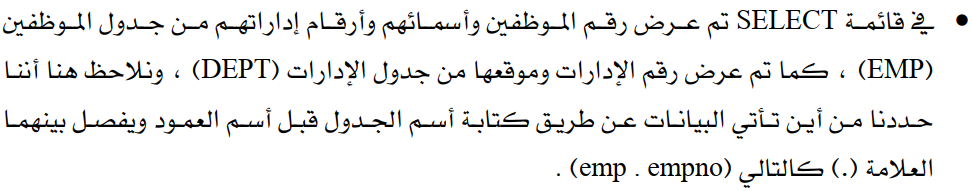 • في قائمة SELECT تم عرض رقم الموظفين وأسمائهم وأرقام إداراتهم من جدول الموظفين
(EMP) ، كما تم عرض رقم الإدارات وموقعها من جدول الإدارات (DEPT) ، ونلاحظ هنا أننا
حددنا من أين تأتي البيانات عن طريق كتابة أسم الجدول قبل أسم العمود ويفصل بينهما
العلامة (.) كالتالي (emp . empno) .